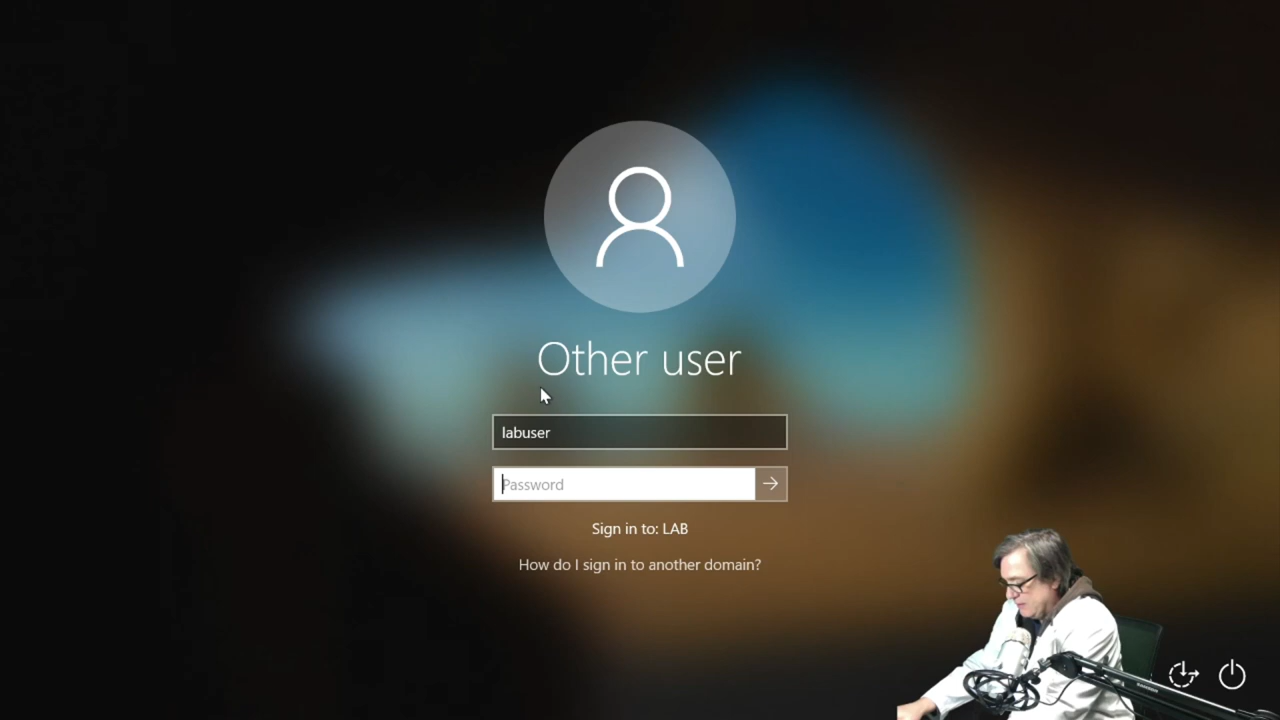 Other user
labuser
Password
Sign in to: LAB
How do I sign in to another domain?